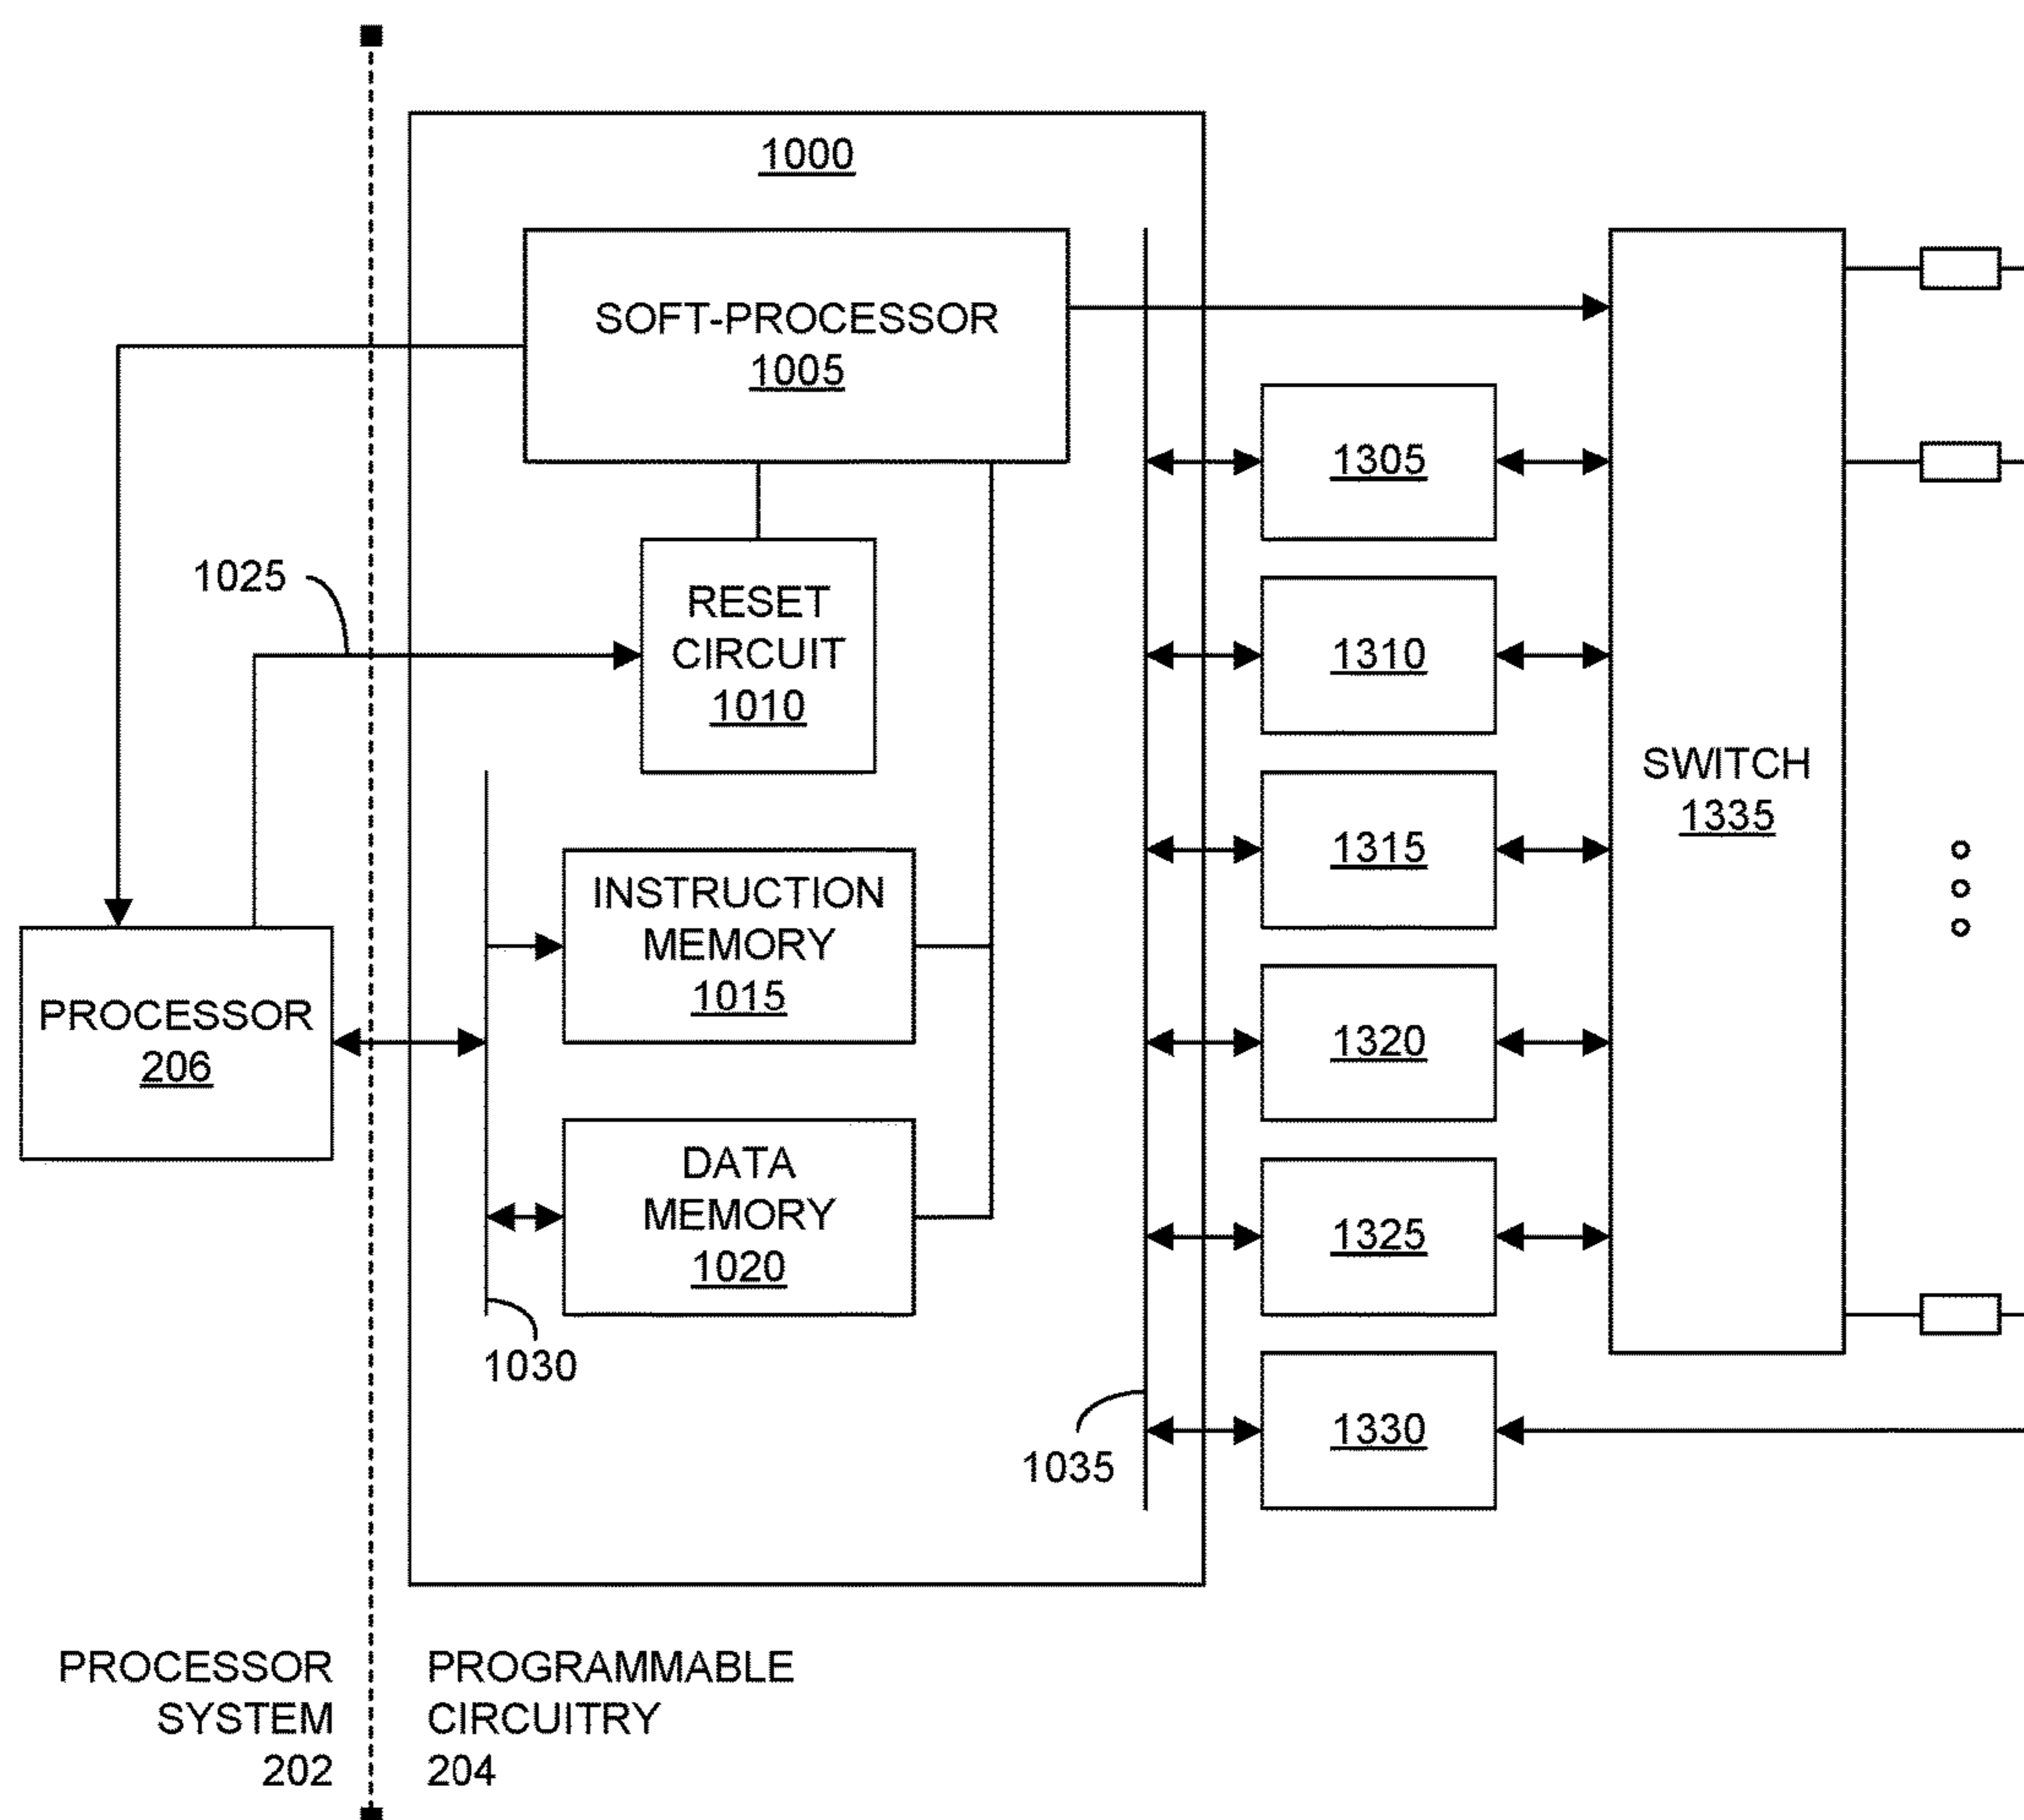 1000
SOFT-PROCESSOR
1005
1305
1025
RESET
CIRCUIT
1010
1310
SWITCH
1335
1315
INSTRUCTION
MEMORY
1015
PROCESSOR
206
1320
DATA
MEMORY
1020
1325
1030
1330
1035
PROCESSOR
SYSTEM
202
PROGRAMMABLE
CIRCUITRY
204